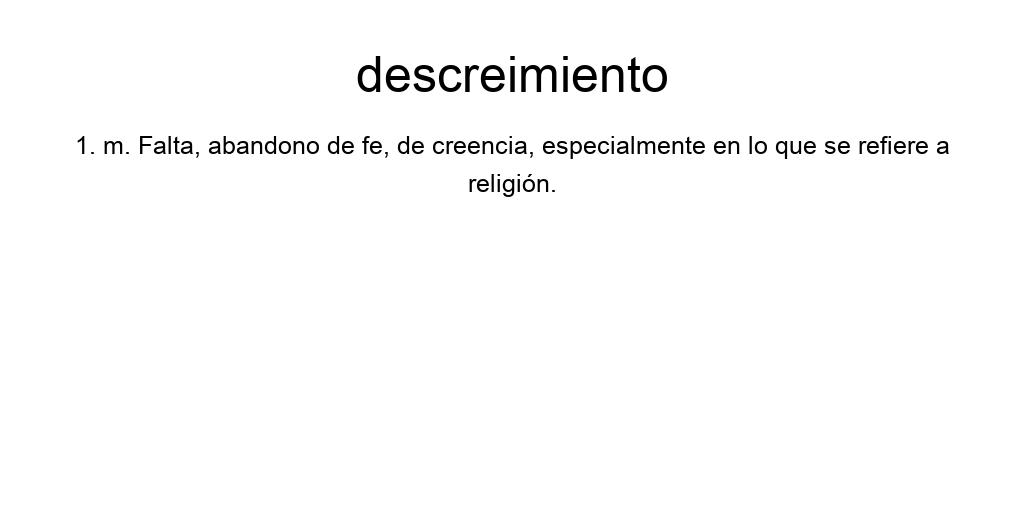 descreimiento
1. m. Falta, abandono de fe, de creencia, especialmente en lo que se refiere a
religión.